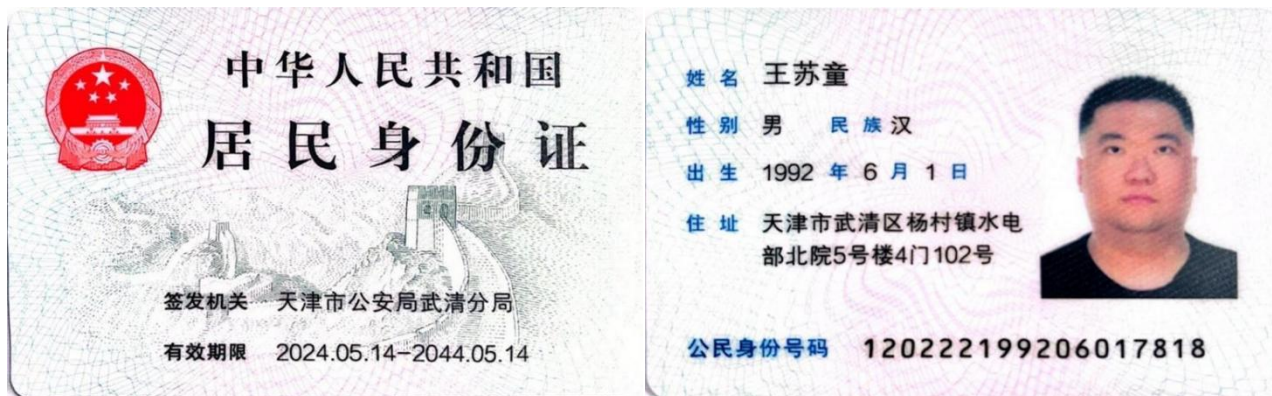 中华人民共和国
居民身份证
签发机关 天津市公安局武清分局
有效期限 2024.05.14-2044.05.14
姓名 王苏童
性别 男 民族 汉
出生 1992 年 6 月 1 日
住址 天津市武清区杨村镇水电
部北院5号楼4门102号
公民身份号码 120222199206017818